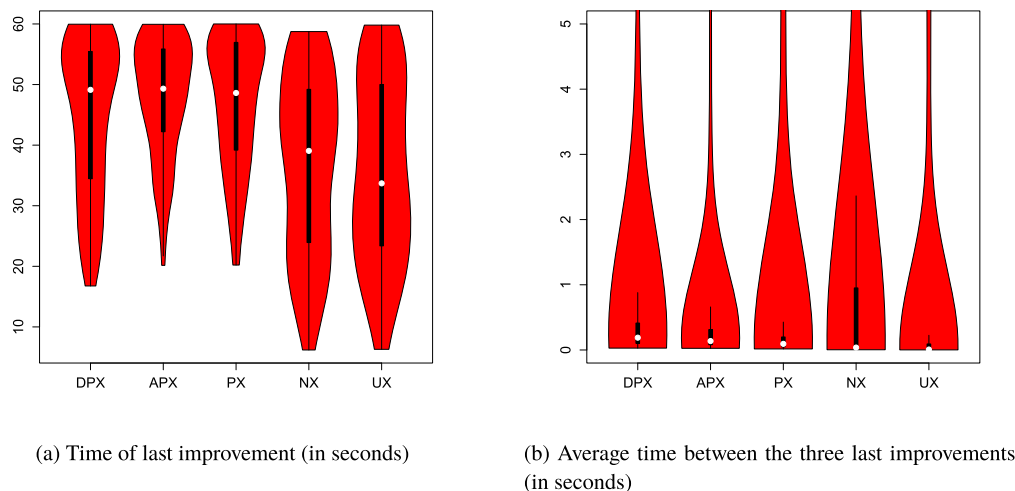 60
50
40
30
20
10
DPX APX PX NX UX
5
4
3
2
1
0
DPX APX PX NX UX
(a) Time of last improvement (in seconds)
(b) Average time between the three last improvements
(in seconds)